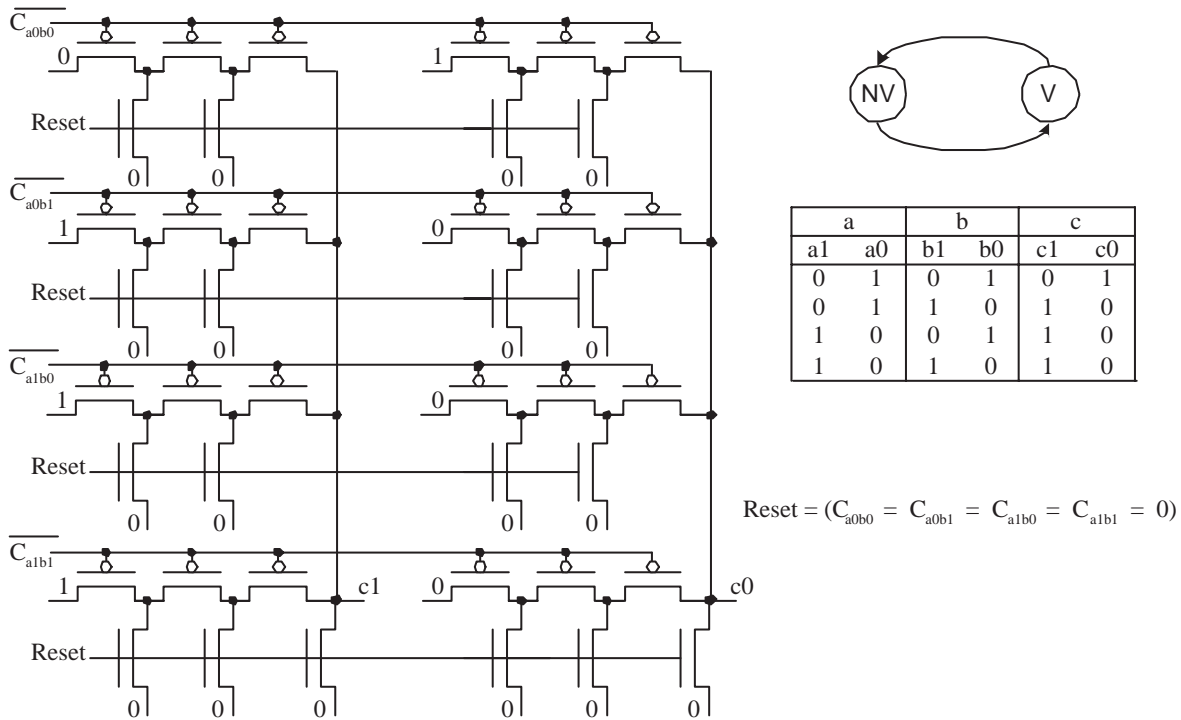 C̅a0b0
0 1
NV V
Reset
0 0 0 0
C̅a0b1
1 0
Reset
0 0 0 0
C̅a1b0
1 0
Reset
0 0 0 0
C̅a1b1
1 c1 0 c0
Reset
0 0 0 0 0 0
a b c
a1 a0 b1 b0 c1 c0
0 1 0 1 0 1
0 1 1 0 1 0
1 0 0 1 1 0
1 0 1 0 1 0
Reset = (Ca0b0 = Ca0b1 = Ca1b0 = Ca1b1 = 0)